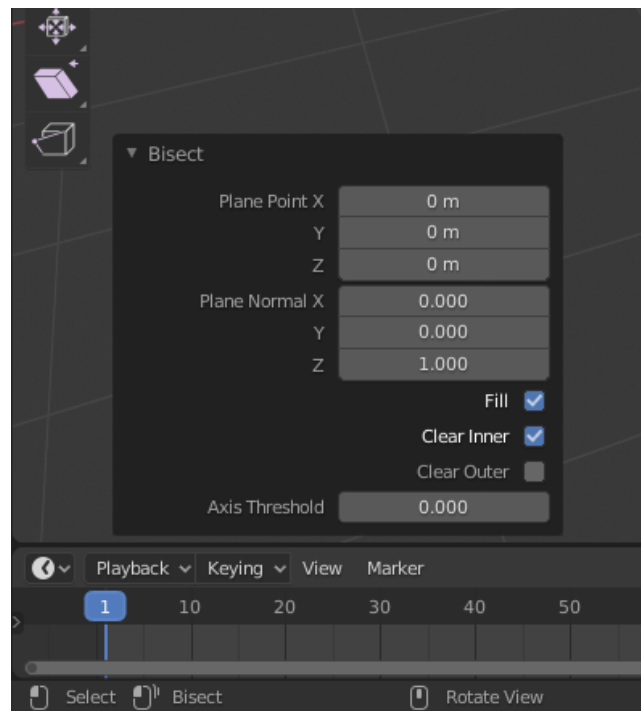 Bisect
Plane Point X 0 m
Y 0 m
Z 0 m
Plane Normal X 0.000
Y 0.000
Z 1.000
Fill
Clear Inner
Clear Outer
Axis Threshold 0.000
Playback Keying View Marker
1 10 20 30 40 50
Select Bisect Rotate View